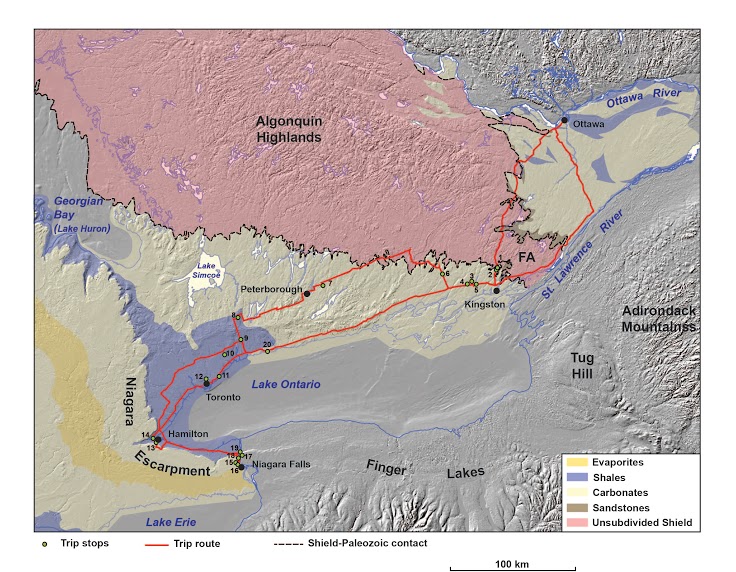 Algonquin
Highlands
Ottawa River
Ottawa
Georgian
Bay
(Lake Huron)
Lake
Simcoe
FA
St. Lawrence River
1
2
3
4
5
6
7
Peterborough
Kingston
8
9
10
20
Adirondack
Mountainss
Tug
Hill
12
11
Toronto
Lake Ontario
Niagara
Escarpment
14
Hamilton
13
19
18
17
15
16
Niagara Falls
Finger Lakes
Lake Erie
Evaporites
Shales
Carbonates
Sandstones
Unsubdivided Shield
Trip stops
Trip route
Shield-Paleozoic contact
100 km